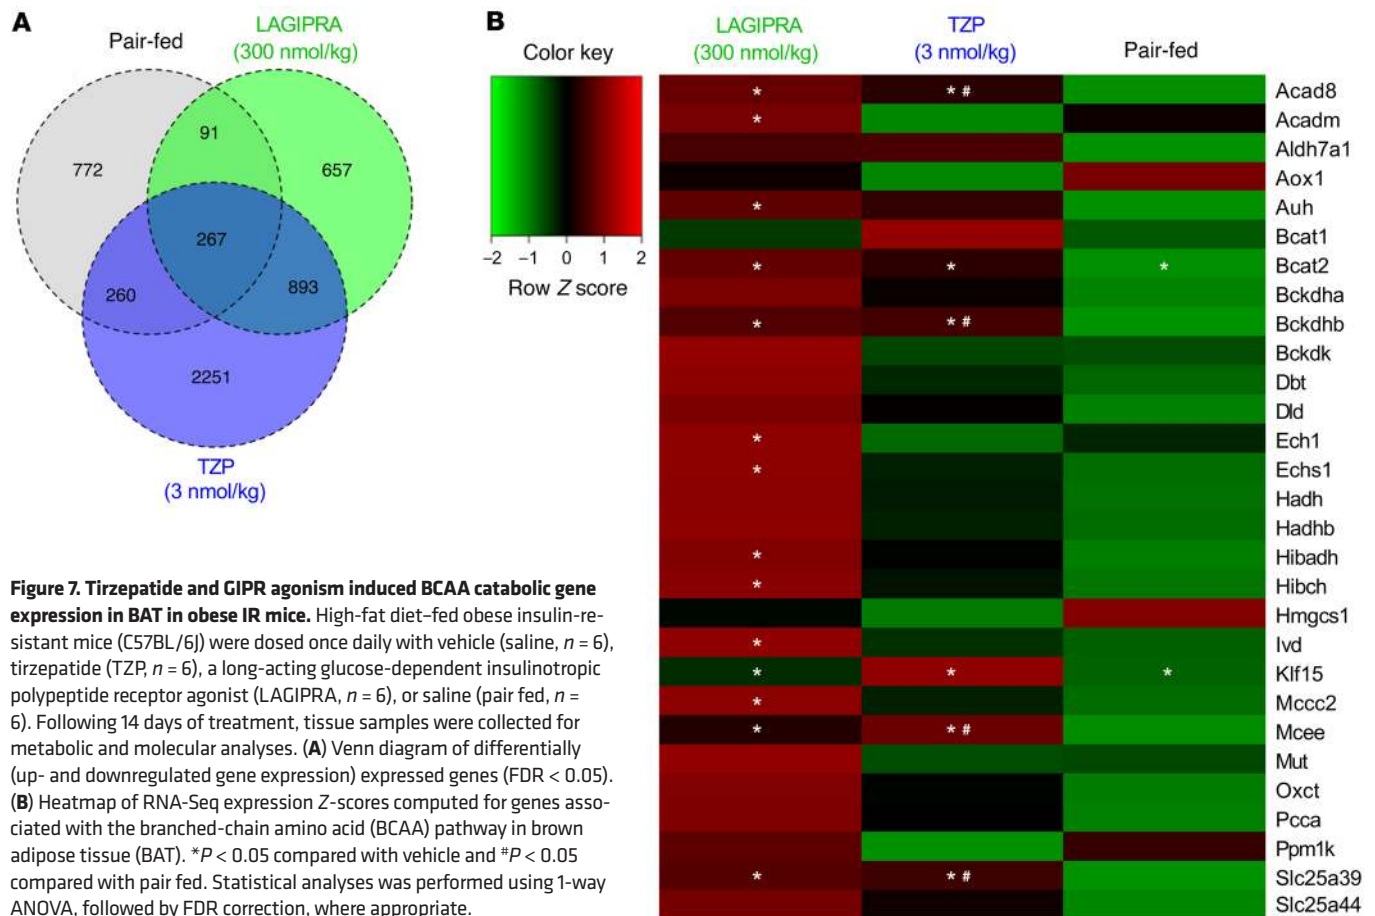 A
Pair-fed
LAGIPRA
(300 nmol/kg)
91
772
657
267
260
893
2251
TZP
(3 nmol/kg)
Figure 7. Tirzepatide and GIPR agonism induced BCAA catabolic gene
expression in BAT in obese IR mice. High-fat diet–fed obese insulin-re-
sistant mice (C57BL/6J) were dosed once daily with vehicle (saline, n = 6),
tirzepatide (TZP, n = 6), a long-acting glucose-dependent insulinotropic
polypeptide receptor agonist (LAGIPRA, n = 6), or saline (pair fed, n =
6). Following 14 days of treatment, tissue samples were collected for
metabolic and molecular analyses. (A) Venn diagram of differentially
(up- and downregulated gene expression) expressed genes (FDR < 0.05).
(B) Heatmap of RNA-Seq expression Z-scores computed for genes asso-
ciated with the branched-chain amino acid (BCAA) pathway in brown
adipose tissue (BAT). *P < 0.05 compared with vehicle and #P < 0.05
compared with pair fed. Statistical analyses was performed using 1-way
ANOVA, followed by FDR correction, where appropriate.
B
Color key
−2 −1 0 1 2
Row Z score
LAGIPRA
(300 nmol/kg)
TZP
(3 nmol/kg)
Pair-fed
* * # Acad8
* Acadm
Aldh7a1
Aox1
* Auh
Bcat1
* * * Bcat2
Bckdha
* * # Bckdhb
Bckdk
Dbt
Dld
* Ech1
* Echs1
Hadh
Hadhb
* Hibadh
* Hibch
Hmgcs1
* Ivd
* * * Klf15
* Mccc2
* * # Mcee
Mut
Oxct
Pcca
Ppm1k
* * # Slc25a39
Slc25a44